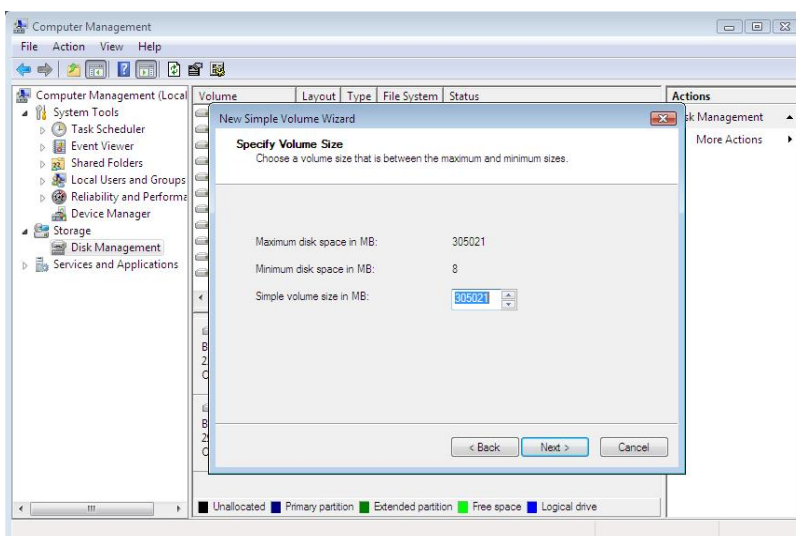 Computer Management
File Action View Help
Computer Management (Local
System Tools
Task Scheduler
Event Viewer
Shared Folders
Local Users and Groups
Reliability and Performa
Device Manager
Storage
Disk Management
Services and Applications
Volume Layout Type File System Status
New Simple Volume Wizard
Specify Volume Size
Choose a volume size that is between the maximum and minimum sizes.
Maximum disk space in MB: 305021
Minimum disk space in MB: 8
Simple volume size in MB: 305021
< Back Next > Cancel
B
2
O
B
29
O
Unallocated Primary partition Extended partition Free space Logical drive
Actions
sk Management
More Actions